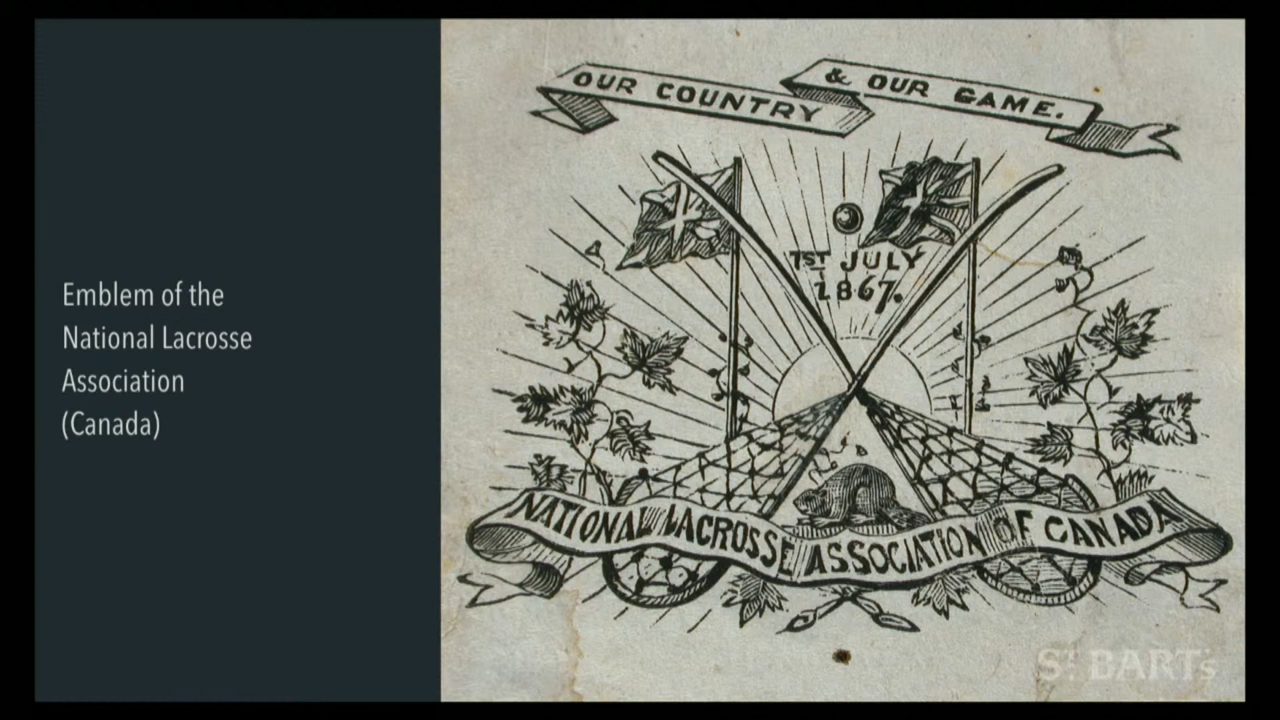 Emblem of the
National Lacrosse
Association
(Canada)
OUR COUNTRY & OUR GAME.
1ST JULY
1867.
NATIONAL LACROSSE ASSOCIATION OF CANADA
ST BART's